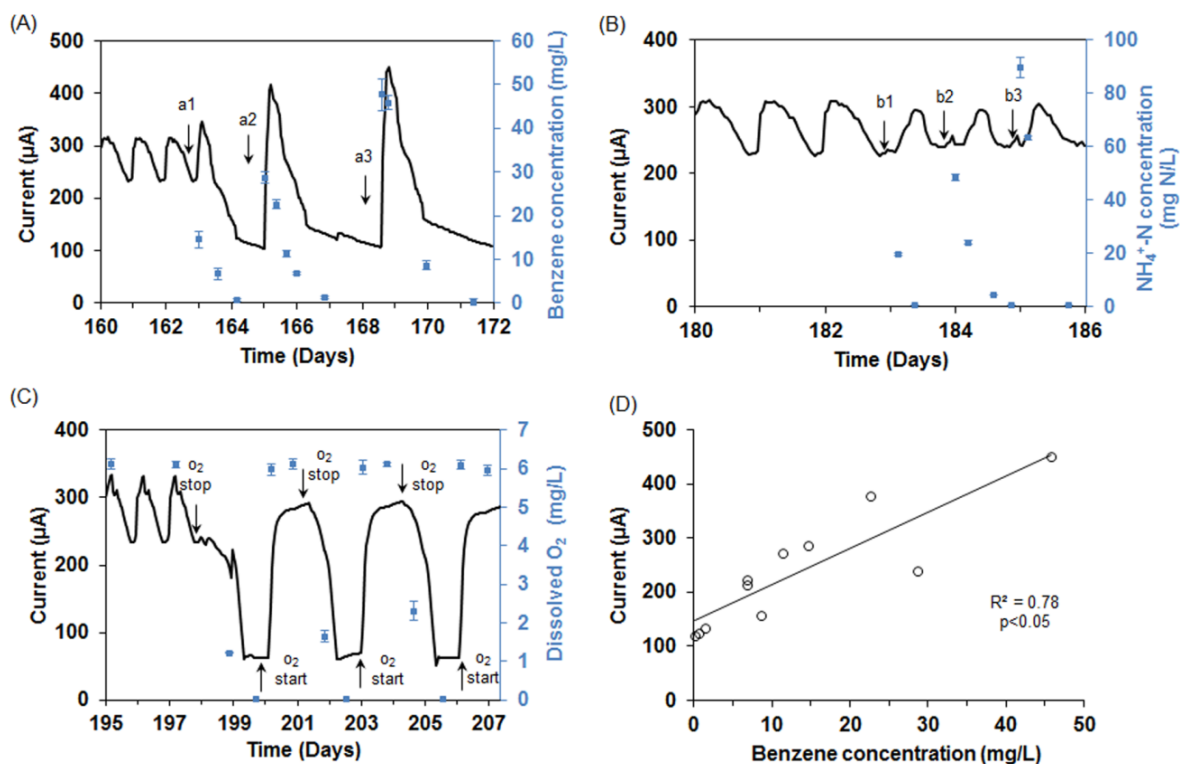 (A)
500
400
300
200
100
0
Current (µA)
a1
a2
a3
60
50
40
30
20
10
0
Benzene concentration (mg/L)
160 162 164 166 168 170 172
Time (Days)
(B)
400
300
200
100
0
Current (µA)
b1
b2
b3
100
80
60
40
20
0
NH₄⁺-N concentration
(mg N/L)
180 182 184 186
Time (Days)
(C)
400
300
200
100
0
Current (µA)
O₂
stop
O₂
stop
O₂
stop
O₂
start
O₂
start
O₂
start
7
6
5
4
3
2
1
0
Dissolved O₂ (mg/L)
195 197 199 201 203 205 207
Time (Days)
(D)
500
400
300
200
100
0
Current (µA)
R² = 0.78
p<0.05
0 10 20 30 40 50
Benzene concentration (mg/L)